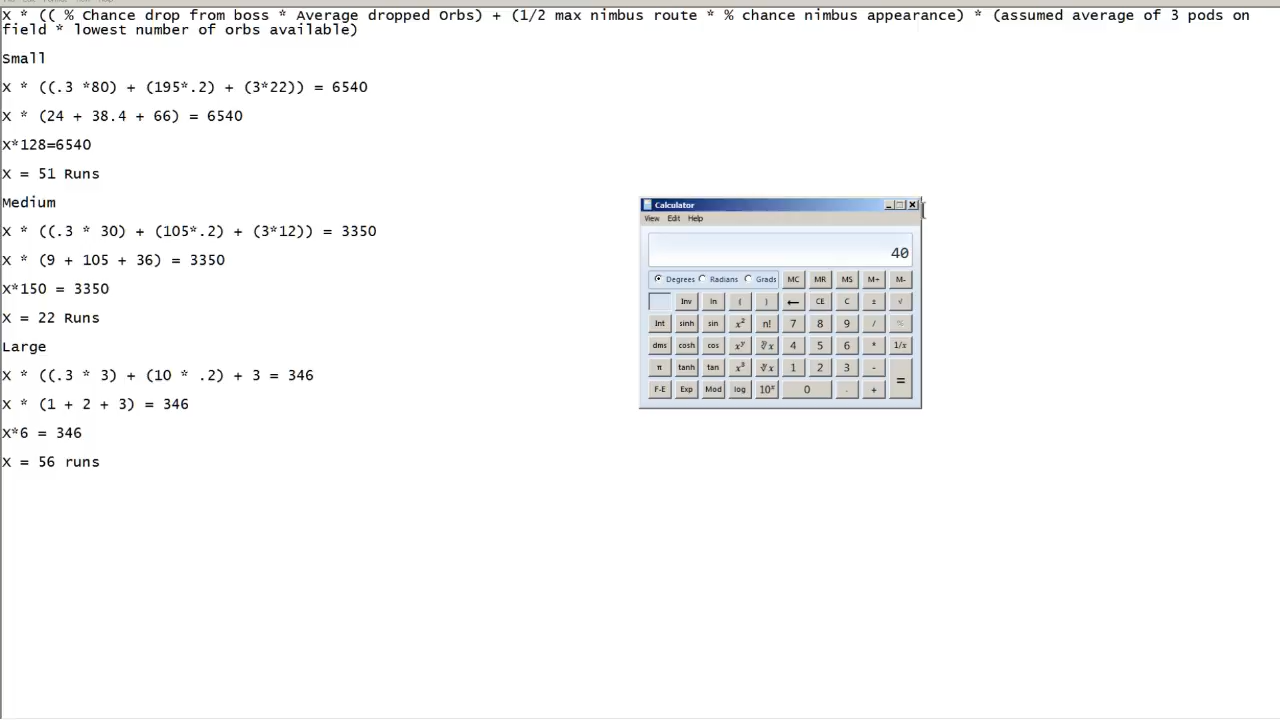 X * (( % Chance drop from boss * Average dropped Orbs) + (1/2 max nimbus route * % chance nimbus appearance) * (assumed average of 3 pods on
field * lowest number of orbs available)
Small
X * ((.3 *80) + (195*.2) + (3*22)) = 6540
X * (24 + 38.4 + 66) = 6540
X*128=6540
X = 51 Runs
Medium
X * ((.3 * 30) + (105*.2) + (3*12)) = 3350
X * (9 + 105 + 36) = 3350
X*150 = 3350
X = 22 Runs
Large
X * ((.3 * 3) + (10 * .2) + 3 = 346
X * (1 + 2 + 3) = 346
X*6 = 346
X = 56 runs
Calculator
View Edit Help
40
Degrees Radians Grads MC MR MS M+ M-
Inv ln ( ) ← CE C ± √
Int sinh sin x² n! 7 8 9 / %
dms cosh cos xʸ ʸ√x 4 5 6 * 1/x
π tanh tan x³ ³√x 1 2 3 - =
F-E Exp Mod log 10ˣ 0 . +